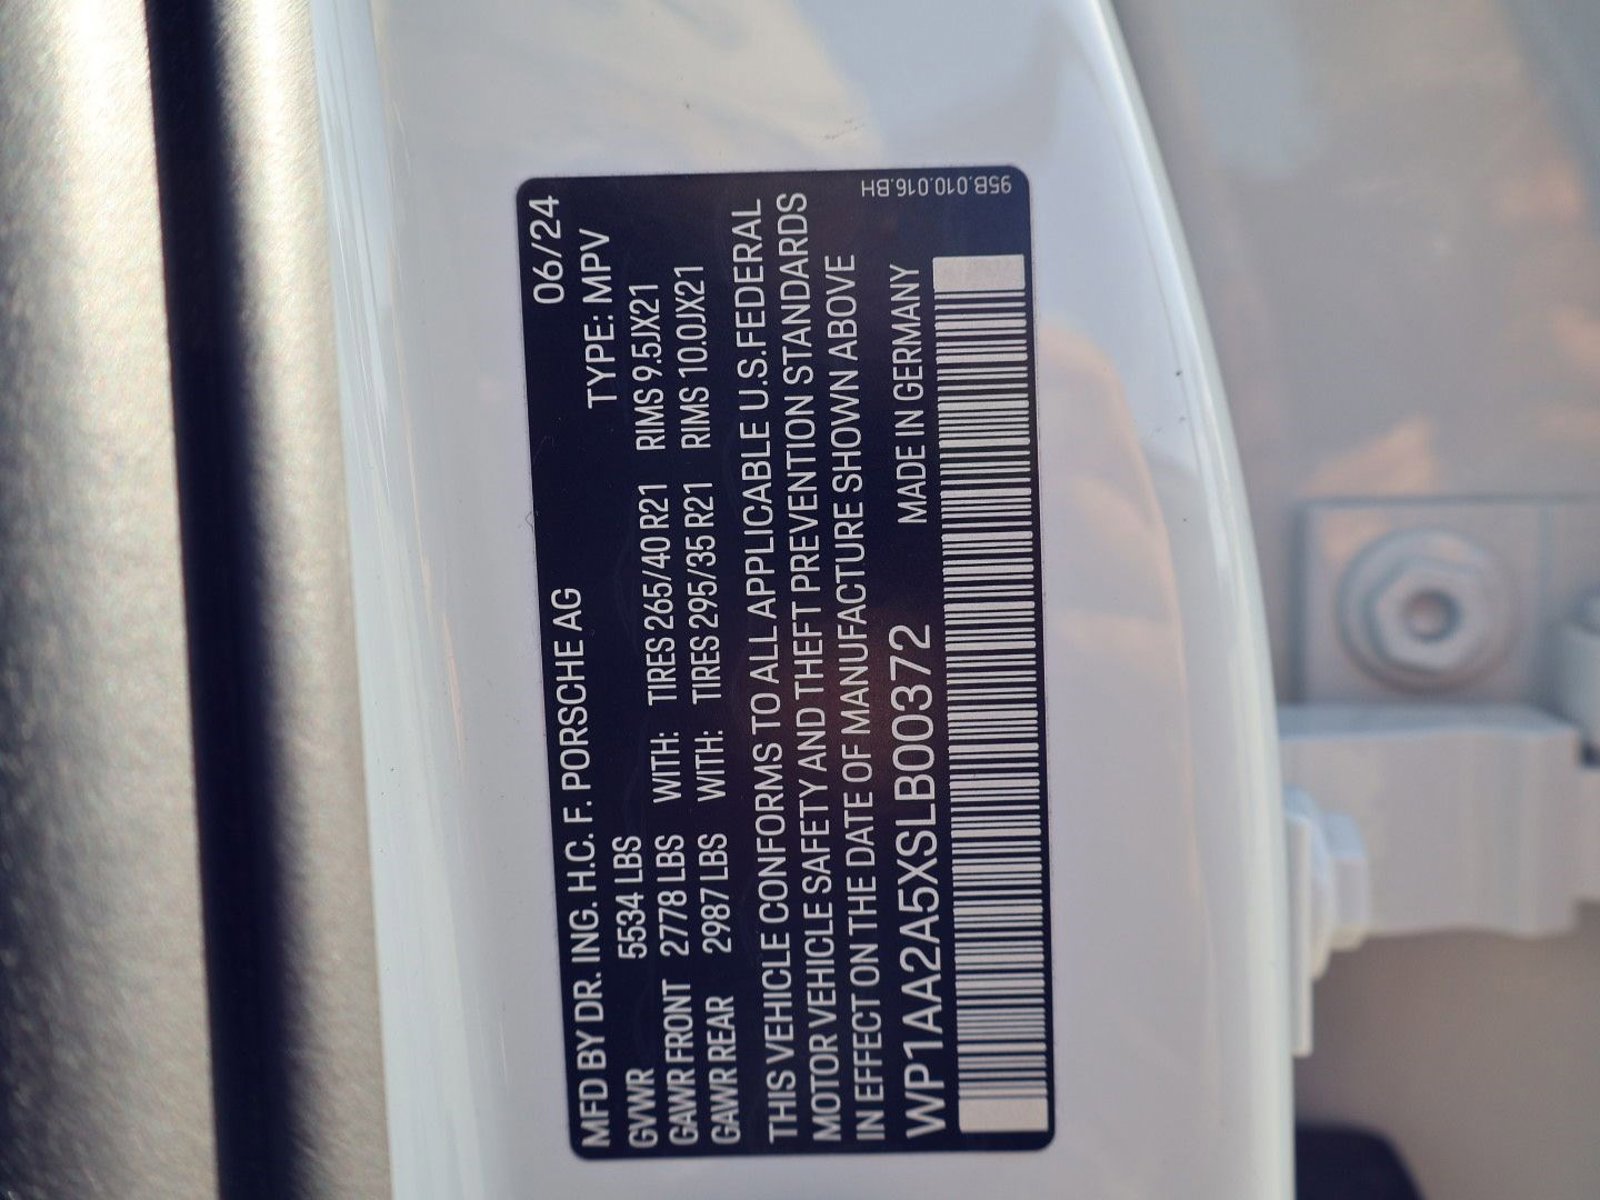 MFD BY DR. ING. H.C. F. PORSCHE AG 06/24
GVWR 5534 LBS TYPE: MPV
GAWR FRONT 2778 LBS WITH: TIRES 265/40 R21 RIMS 9.5JX21
GAWR REAR 2987 LBS WITH: TIRES 295/35 R21 RIMS 10.0JX21
THIS VEHICLE CONFORMS TO ALL APPLICABLE U.S.FEDERAL
MOTOR VEHICLE SAFETY AND THEFT PREVENTION STANDARDS
IN EFFECT ON THE DATE OF MANUFACTURE SHOWN ABOVE
WP1AA2A5XSLB00372 MADE IN GERMANY
95B.010.016.BH